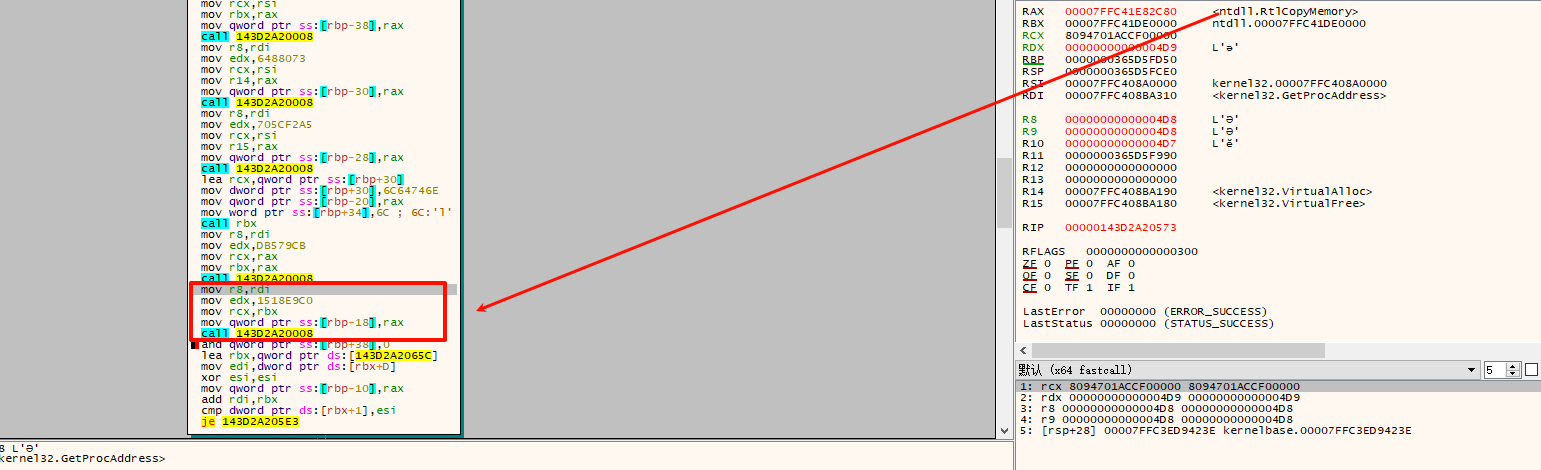 mov rcx,rsi
mov rbx,rax
mov qword ptr ss:[rbp-38],rax
call 143D2A20008
mov r8,rdi
mov edx,6488073
mov rcx,rsi
mov r14,rax
mov qword ptr ss:[rbp-30],rax
call 143D2A20008
mov r8,rdi
mov edx,705CF2A5
mov rcx,rsi
mov r15,rax
mov qword ptr ss:[rbp-28],rax
call 143D2A20008
lea rcx,qword ptr ss:[rbp+30]
mov dword ptr ss:[rbp+30],6C64746E
mov qword ptr ss:[rbp-20],rax
mov word ptr ss:[rbp+34],6C ; 6C:'l'
call rbx
mov r8,rdi
mov edx,DB579CB
mov rcx,rax
mov rbx,rax
call 143D2A20008
mov r8,rdi
mov edx,1518E9C0
mov rcx,rbx
mov qword ptr ss:[rbp-18],rax
call 143D2A20008
and qword ptr ss:[rbp+38],0
lea rbx,qword ptr ds:[143D2A2065C]
mov edi,dword ptr ds:[rbx+D]
xor esi,esi
mov qword ptr ss:[rbp-10],rax
add rdi,rbx
cmp dword ptr ds:[rbx+1],esi
je 143D2A205E3
8 L'Ә'
kernel32.GetProcAddress>
RAX 00007FFC41E82C80 <ntdll.RtlCopyMemory>
RBX 00007FFC41DE0000 ntdll.00007FFC41DE0000
RCX 8094701ACCF00000
RDX 00000000000004D9 L'ә'
RBP 0000000365D5FD50
RSP 0000000365D5FCE0
RSI 00007FFC408A0000 kernel32.00007FFC408A0000
RDI 00007FFC408BA310 <kernel32.GetProcAddress>
R8 00000000000004D8 L'Ә'
R9 00000000000004D8 L'Ә'
R10 00000000000004D7 L'ӗ'
R11 0000000365D5F990
R12 0000000000000000
R13 0000000000000000
R14 00007FFC408BA190 <kernel32.VirtualAlloc>
R15 00007FFC408BA180 <kernel32.VirtualFree>
RIP 00000143D2A20573
RFLAGS 0000000000000300
ZF 0 PF 0 AF 0
OF 0 SF 0 DF 0
CF 0 TF 1 IF 1
LastError 00000000 (ERROR_SUCCESS)
LastStatus 00000000 (STATUS_SUCCESS)
默认 (x64 fastcall) 5
1: rcx 8094701ACCF00000 8094701ACCF00000
2: rdx 00000000000004D9 00000000000004D9
3: r8 00000000000004D8 00000000000004D8
4: r9 00000000000004D8 00000000000004D8
5: [rsp+28] 00007FFC3ED9423E kernelbase.00007FFC3ED9423E